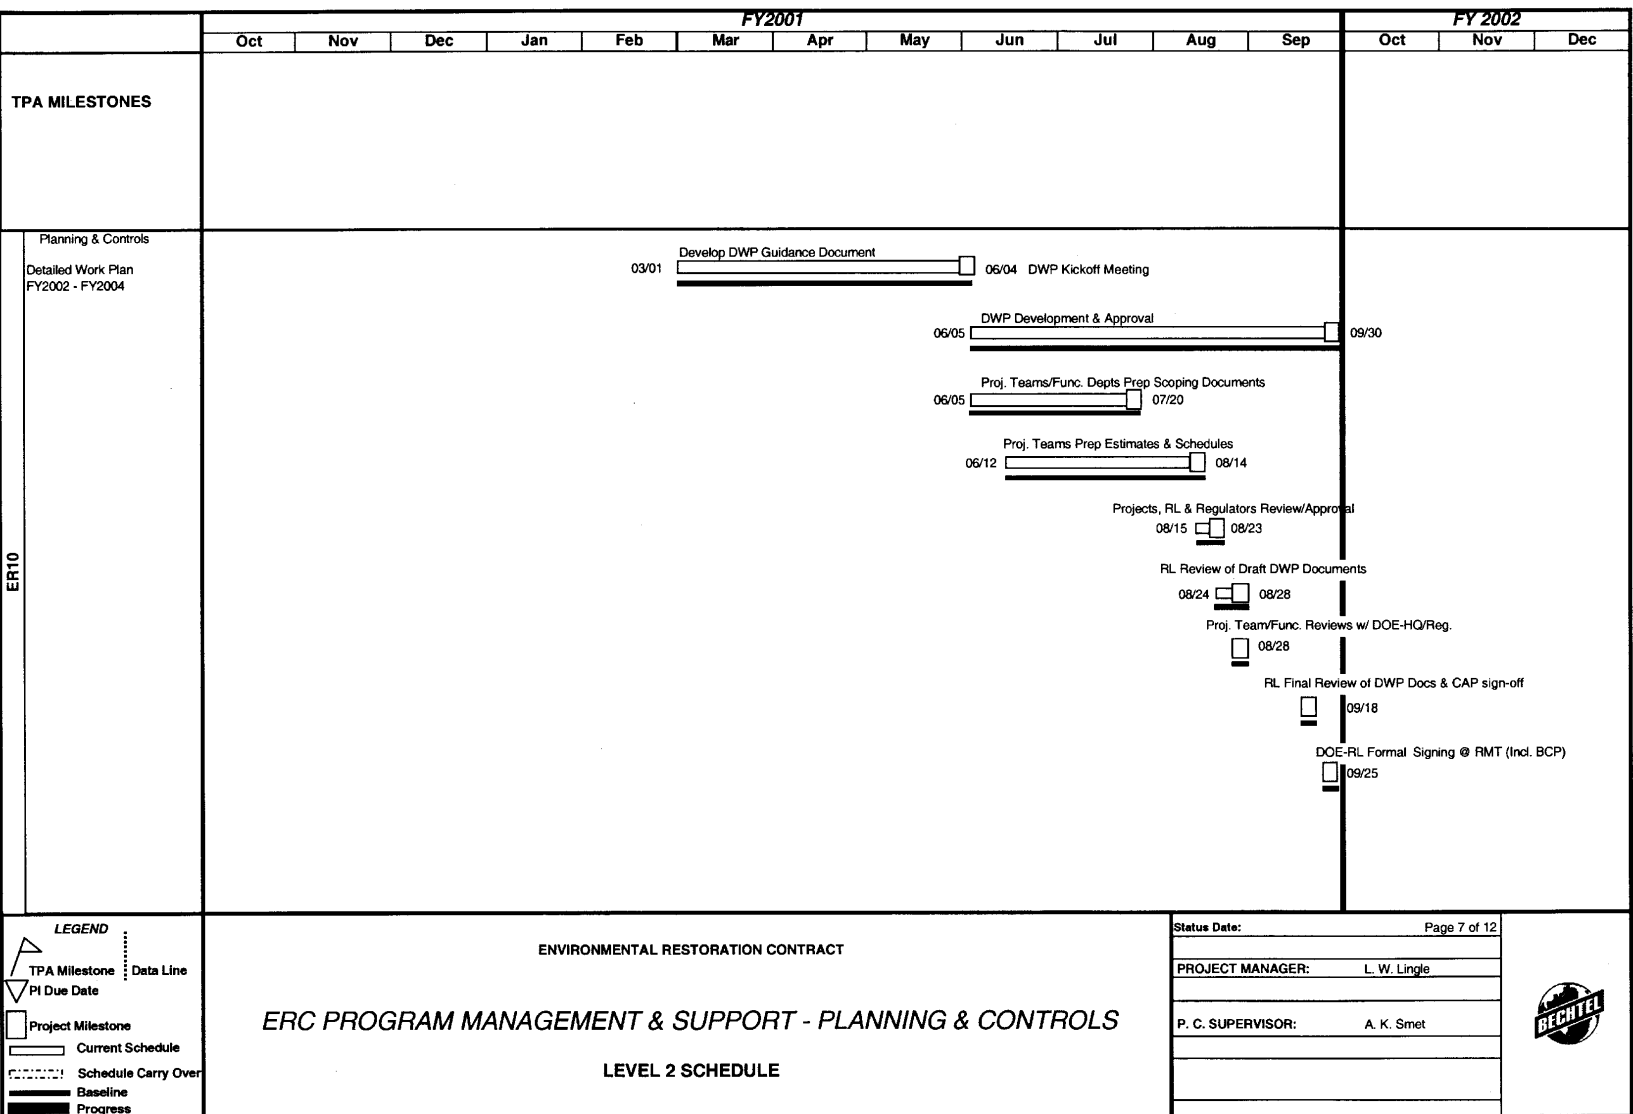 FY2001
FY 2002
Oct Nov Dec Jan Feb Mar Apr May Jun Jul Aug Sep Oct Nov Dec
TPA MILESTONES
ER10
Planning & Controls
Detailed Work Plan
FY2002 - FY2004
Develop DWP Guidance Document
03/01
06/04 DWP Kickoff Meeting
DWP Development & Approval
06/05
09/30
Proj. Teams/Func. Depts Prep Scoping Documents
06/05
07/20
Proj. Teams Prep Estimates & Schedules
06/12
08/14
Projects, RL & Regulators Review/Approval
08/15
08/23
RL Review of Draft DWP Documents
08/24
08/28
Proj. Team/Func. Reviews w/ DOE-HQ/Reg.
08/28
RL Final Review of DWP Docs & CAP sign-off
09/18
DOE-RL Formal Signing @ RMT (Incl. BCP)
09/25
LEGEND
TPA Milestone
Data Line
PI Due Date
Project Milestone
Current Schedule
Schedule Carry Over
Baseline
Progress
ENVIRONMENTAL RESTORATION CONTRACT
ERC PROGRAM MANAGEMENT & SUPPORT - PLANNING & CONTROLS
LEVEL 2 SCHEDULE
Status Date: Page 7 of 12
PROJECT MANAGER: L. W. Lingle
P. C. SUPERVISOR: A. K. Smet
BECHTEL